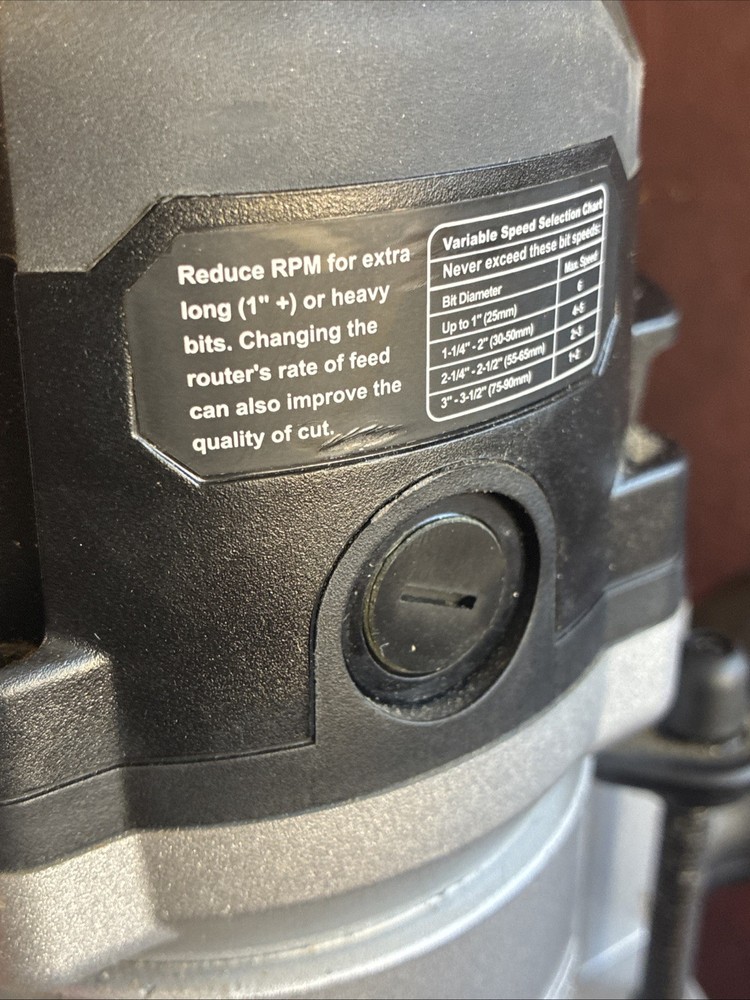 Reduce RPM for extra
long (1" +) or heavy
bits. Changing the
router's rate of feed
can also improve the
quality of cut.
Variable Speed Selection Chart
Never exceed these bit speeds:
Bit Diameter Max. Speed
Up to 1" (25mm) 6
1-1/4" - 2" (30-50mm) 4-5
2-1/4" - 2-1/2" (55-65mm) 2-3
3" - 3-1/2" (75-90mm) 1-2